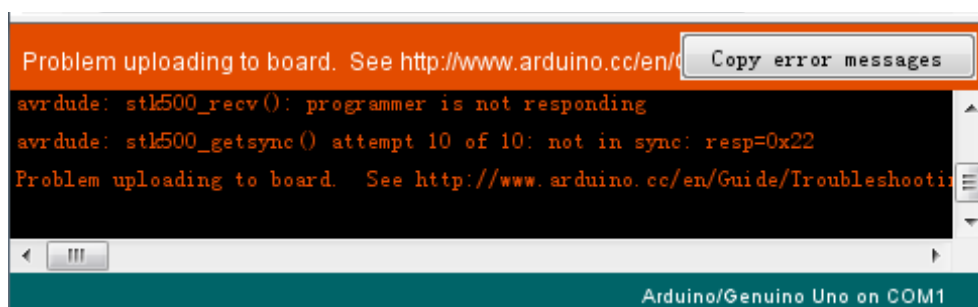 Problem uploading to board. See http://www.arduino.cc/en/
Copy error messages
avrdude: stk500_recv(): programmer is not responding
avrdude: stk500_getsync() attempt 10 of 10: not in sync: resp=0x22
Problem uploading to board. See http://www.arduino.cc/en/Guide/Troubleshootin
Arduino/Genuino Uno on COM1